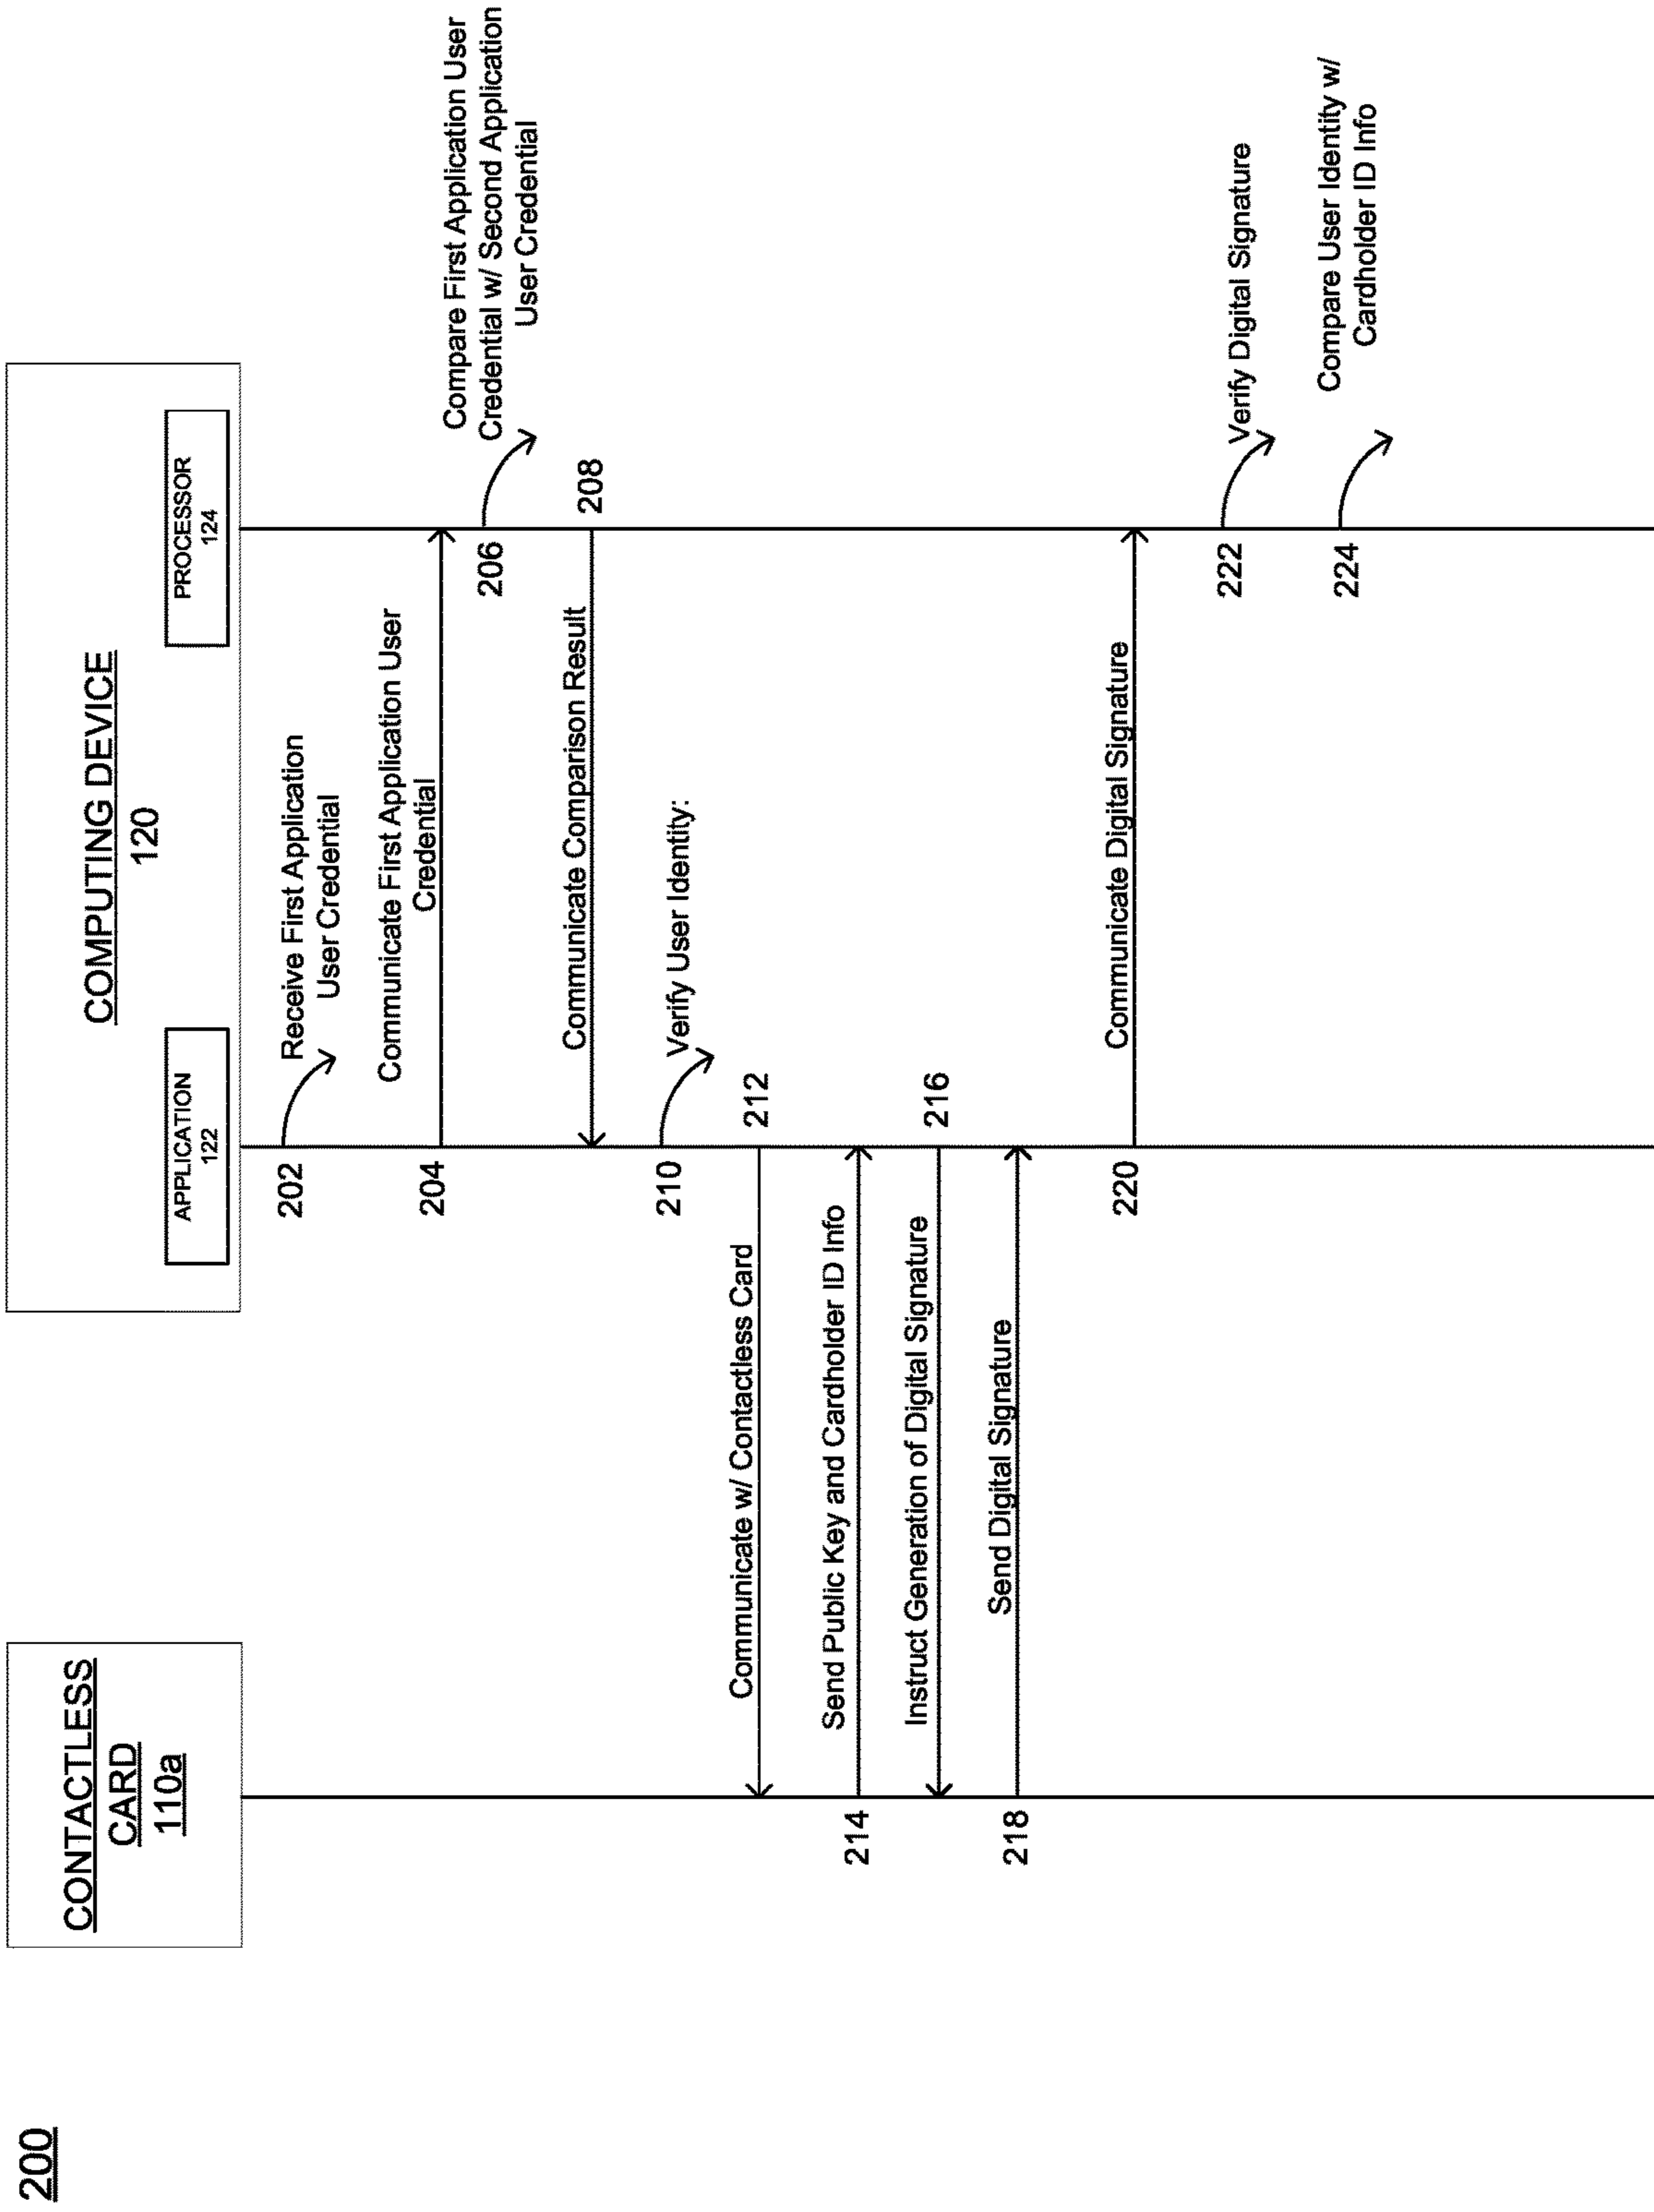 200
CONTACTLESS
CARD
110a
COMPUTING DEVICE
120
APPLICATION
122
PROCESSOR
124
202
Receive First Application
User Credential
204
Communicate First Application User
Credential
206
Compare First Application User
Credential w/ Second Application
User Credential
208
Communicate Comparison Result
210
Verify User Identity:
212
Communicate w/ Contactless Card
214
Send Public Key and Cardholder ID Info
216
Instruct Generation of Digital Signature
218
Send Digital Signature
220
Communicate Digital Signature
222
Verify Digital Signature
224
Compare User Identity w/
Cardholder ID Info